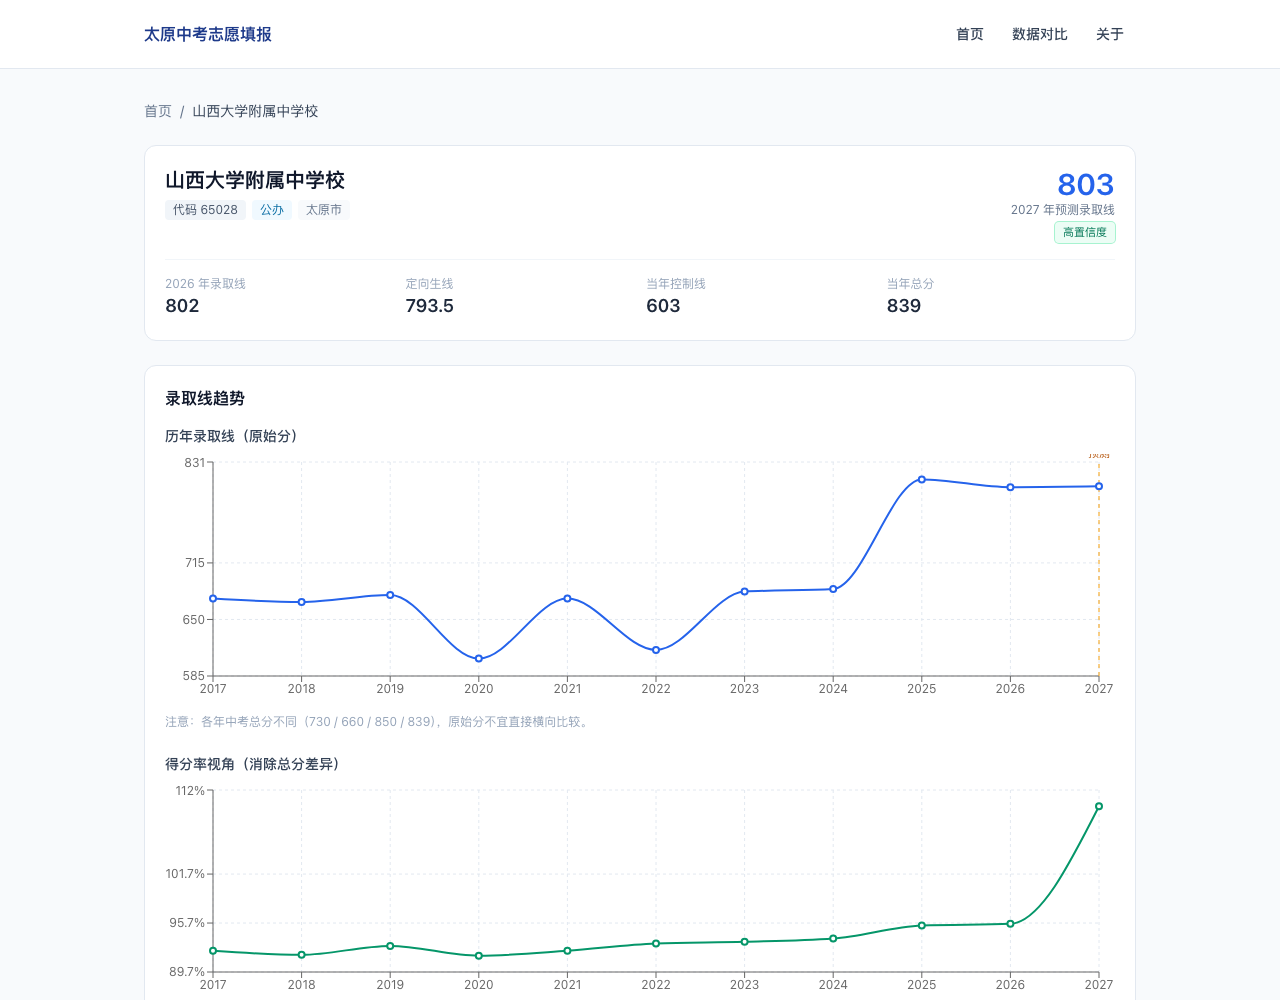 太原中考志愿填报
首页 数据对比 关于
首页 / 山西大学附属中学校
山西大学附属中学校
代码 65028 公办 太原市
803
2027 年预测录取线
高置信度
2026 年录取线 定向生线 当年控制线 当年总分
802 793.5 603 839
录取线趋势
历年录取线（原始分）
831
715
650
585
2017 2018 2019 2020 2021 2022 2023 2024 2025 2026 2027
注意：各年中考总分不同（730 / 660 / 850 / 839），原始分不宜直接横向比较。
得分率视角（消除总分差异）
112%
101.7%
95.7%
89.7%
2017 2018 2019 2020 2021 2022 2023 2024 2025 2026 2027